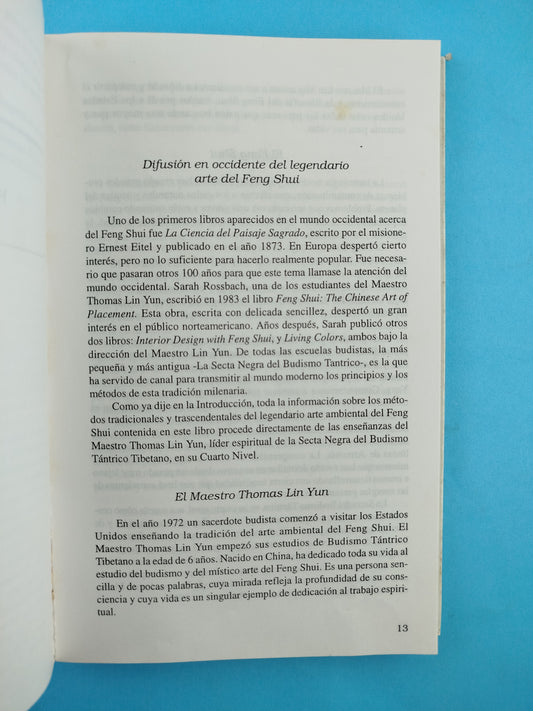 Difusión en occidente del legendario
arte del Feng Shui
Uno de los primeros libros aparecidos en el mundo occidental acerca
del Feng Shui fue La Ciencia del Paisaje Sagrado, escrito por el misione-
ro Ernest Eitel y publicado en el año 1873. En Europa despertó cierto
interés, pero no lo suficiente para hacerlo realmente popular. Fue necesa-
rio que pasaran otros 100 años para que este tema llamase la atención del
mundo occidental. Sarah Rossbach, una de los estudiantes del Maestro
Thomas Lin Yun, escribió en 1983 el libro Feng Shui: The Chinese Art of
Placement. Esta obra, escrita con delicada sencillez, despertó un gran
interés en el público norteamericano. Años después, Sarah publicó otros
dos libros: Interior Design with Feng Shui, y Living Colors, ambos bajo la
dirección del Maestro Lin Yun. De todas las escuelas budistas, la más
pequeña y más antigua -La Secta Negra del Budismo Tantrico-, es la que
ha servido de canal para transmitir al mundo moderno los principios y los
métodos de esta tradición milenaria.
Como ya dije en la Introducción, toda la información sobre los méto-
dos tradicionales y trascendentales del legendario arte ambiental del Feng
Shui contenida en este libro procede directamente de las enseñanzas del
Maestro Thomas Lin Yun, líder espiritual de la Secta Negra del Budismo
Tántrico Tibetano, en su Cuarto Nivel.
El Maestro Thomas Lin Yun
En el año 1972 un sacerdote budista comenzó a visitar los Estados
Unidos enseñando la tradición del arte ambiental del Feng Shui. El
Maestro Thomas Lin Yun empezó sus estudios de Budismo Tántrico
Tibetano a la edad de 6 años. Nacido en China, ha dedicado toda su vida al
estudio del budismo y del místico arte del Feng Shui. Es una persona sen-
cilla y de pocas palabras, cuya mirada refleja la profundidad de su cons-
ciencia y cuya vida es un singular ejemplo de dedicación al trabajo espiri-
tual.
13